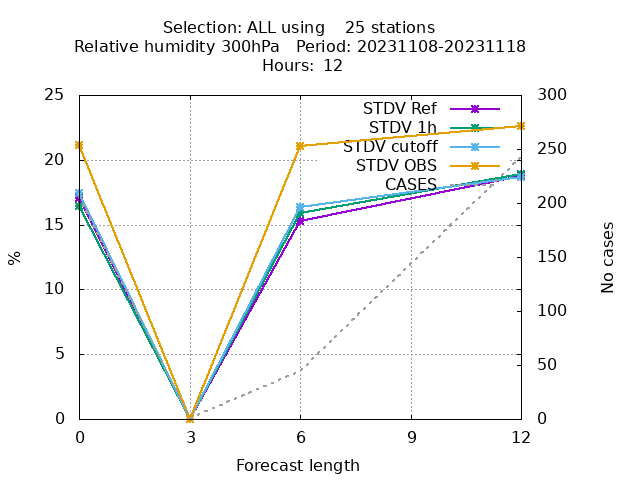 Selection: ALL using    25 stations
Relative humidity 300hPa   Period: 20231108-20231118
Hours:  12
25 300
STDV Ref
STDV 1h
STDV cutoff
STDV OBS
CASES
20 250
15 200
% 150 No cases
10 100
5 50
0 0
0 3 6 9 12
Forecast length